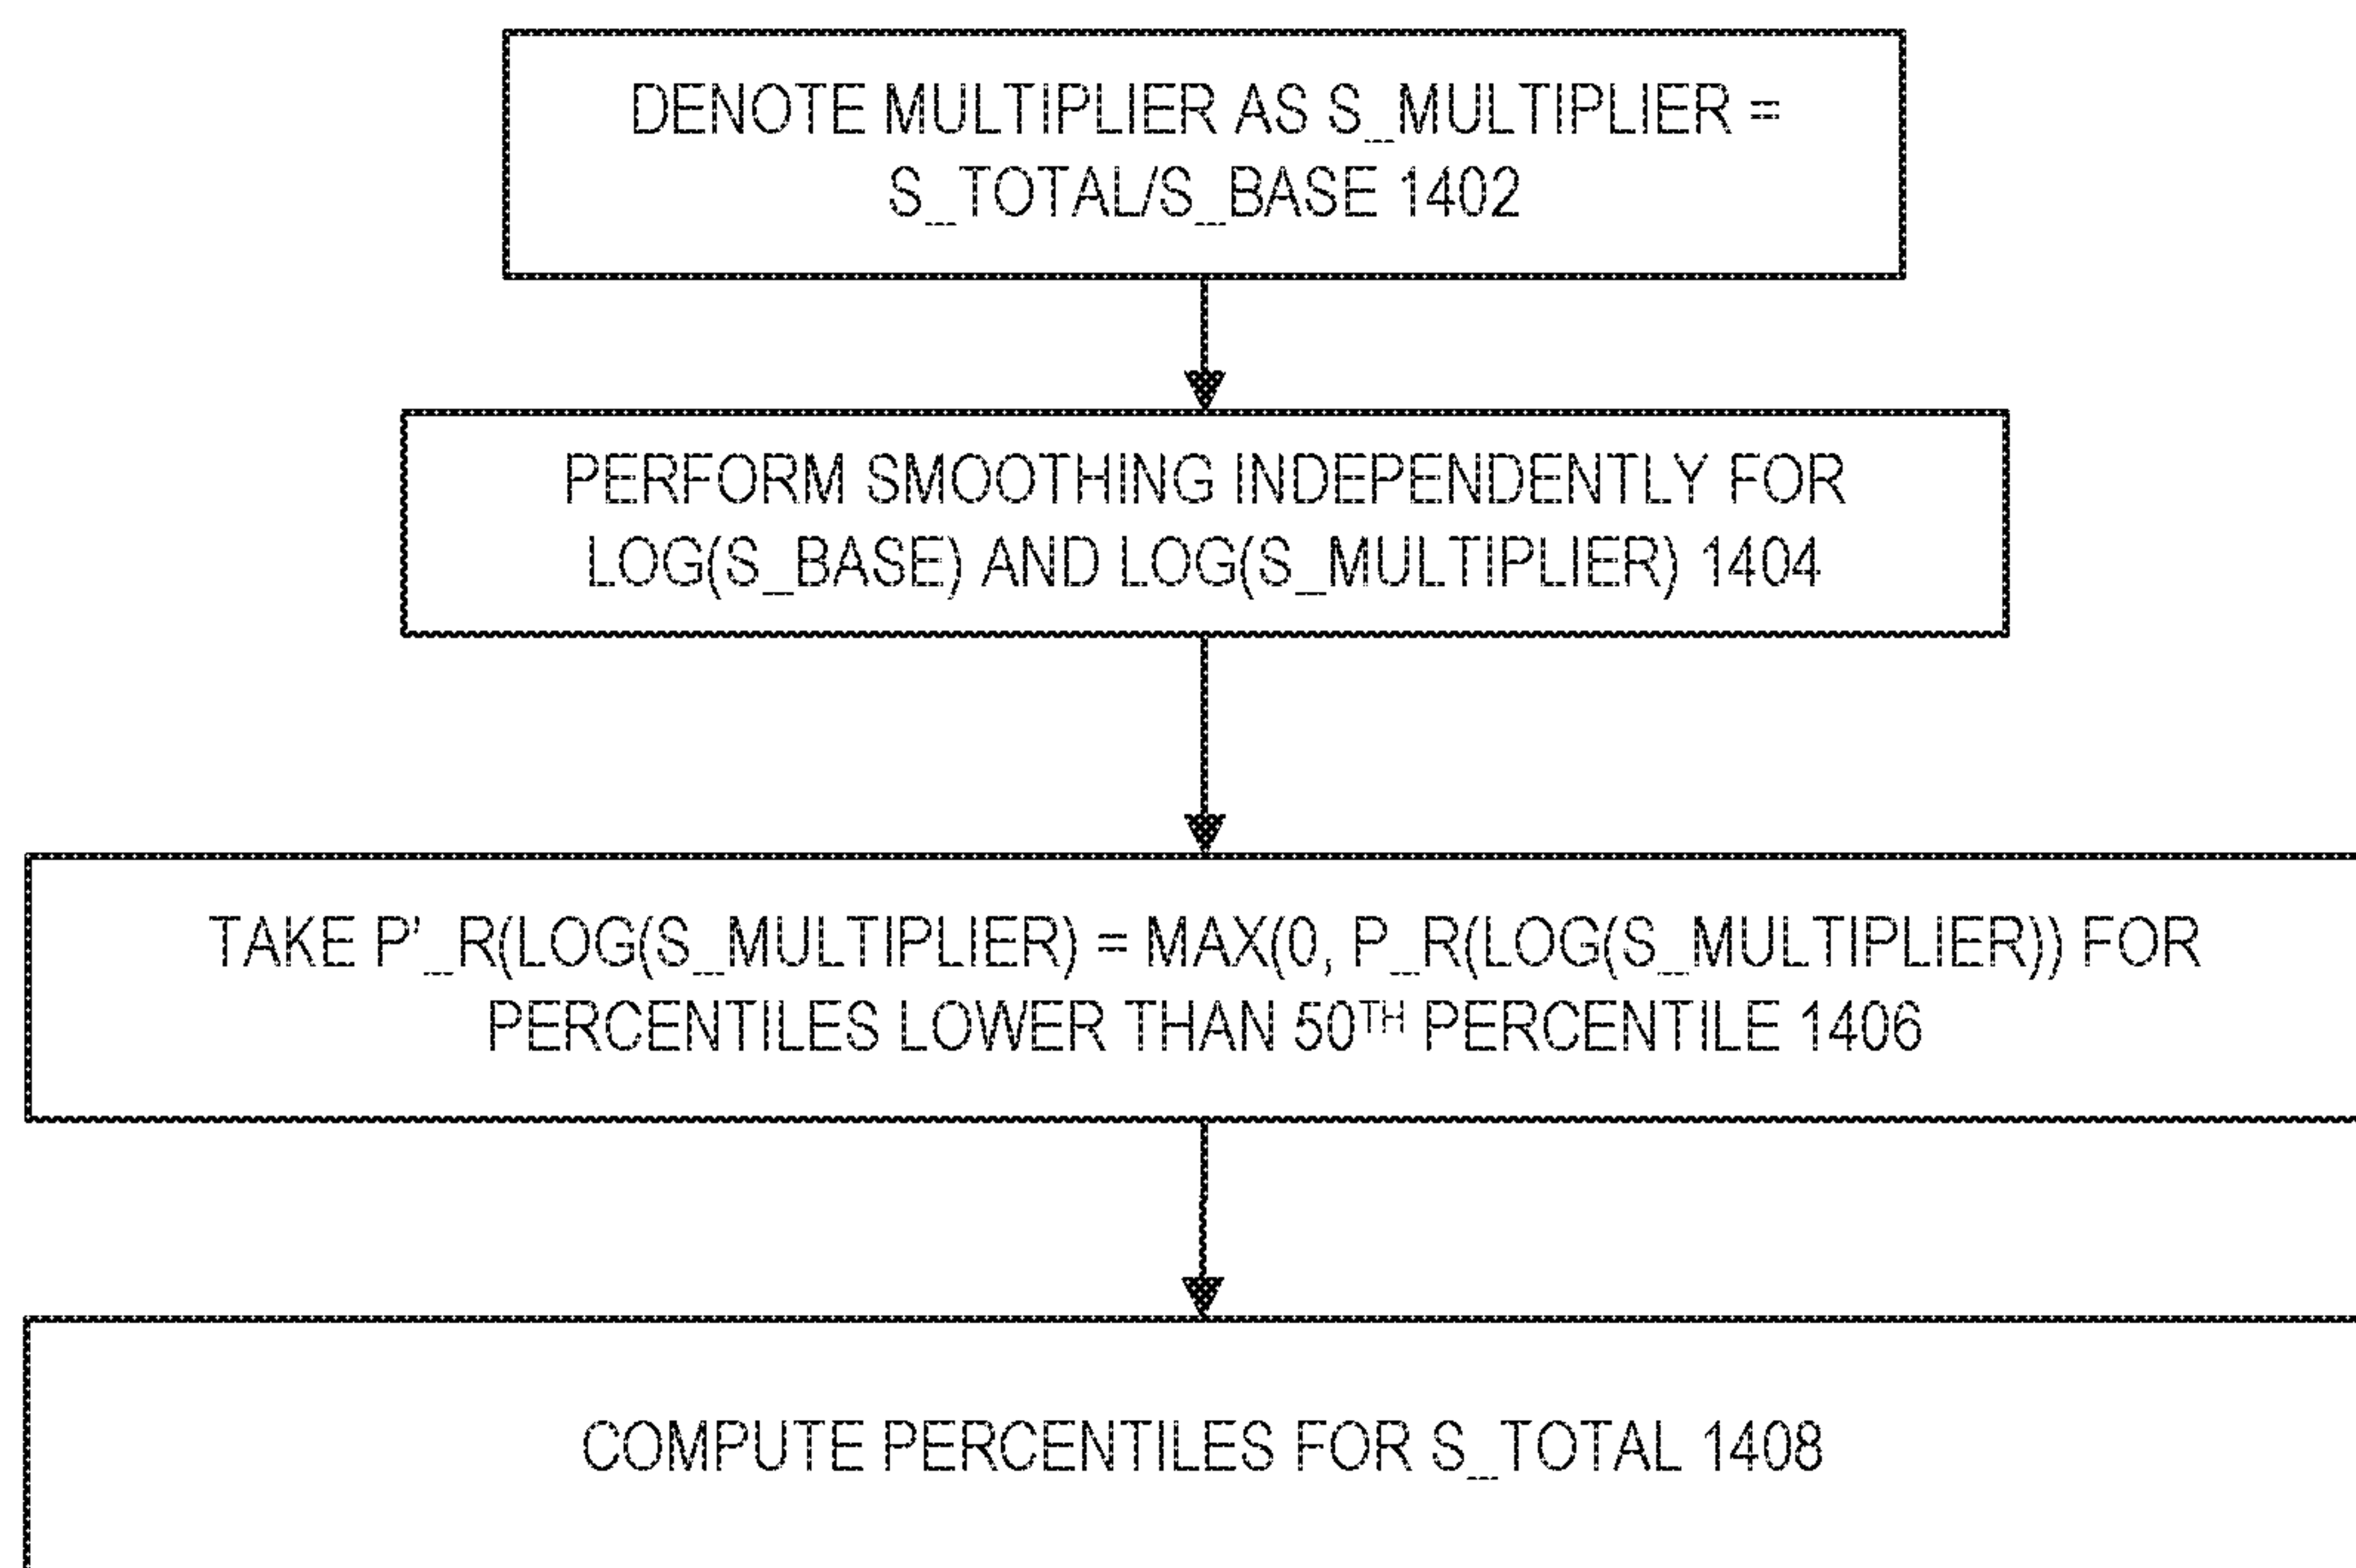 DENOTE MULTIPLIER AS S_MULTIPLIER =
S_TOTAL/S_BASE 1402
PERFORM SMOOTHING INDEPENDENTLY FOR
LOG(S_BASE) AND LOG(S_MULTIPLIER) 1404
TAKE P'_R(LOG(S_MULTIPLIER) = MAX(0, P_R(LOG(S_MULTIPLIER)) FOR
PERCENTILES LOWER THAN 50TH PERCENTILE 1406
COMPUTE PERCENTILES FOR S_TOTAL 1408